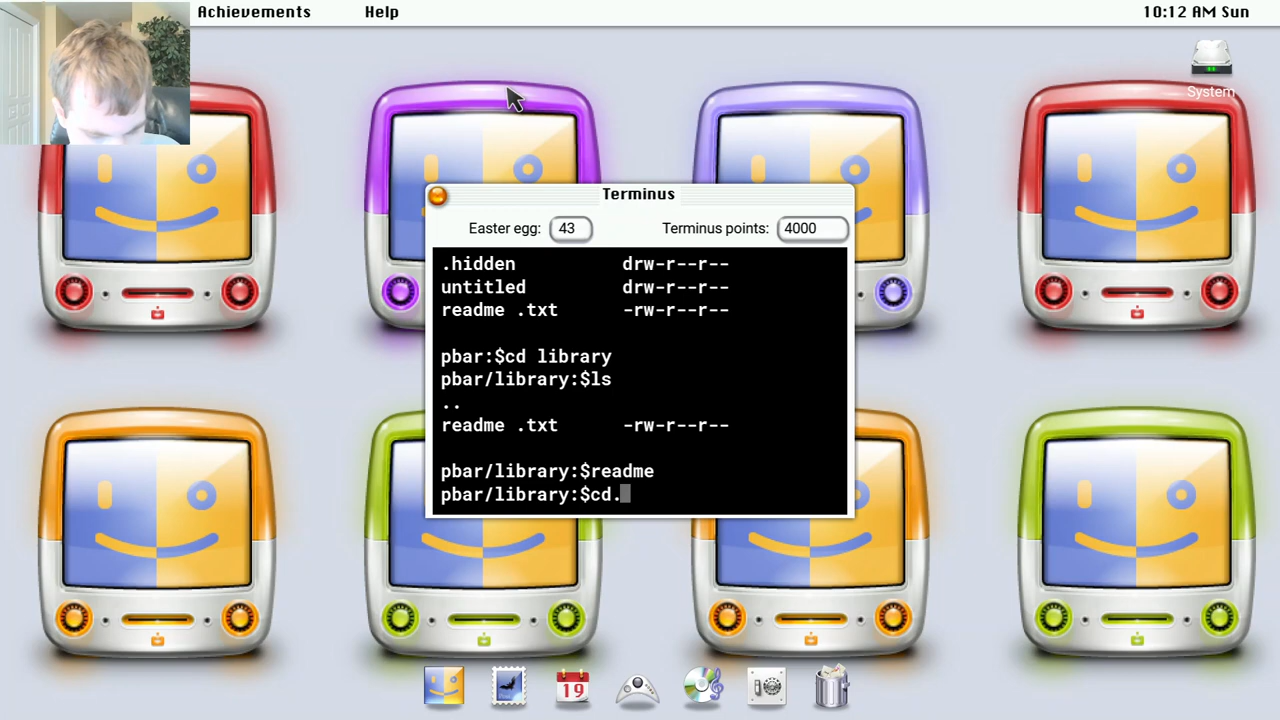 Achievements Help 10:12 AM Sun
System
Terminus
Easter egg: 43 Terminus points: 4000
.hidden drw-r--r--
untitled drw-r--r--
readme .txt -rw-r--r--
pbar:$cd library
pbar/library:$ls
..
readme .txt -rw-r--r--
pbar/library:$readme
pbar/library:$cd.
19